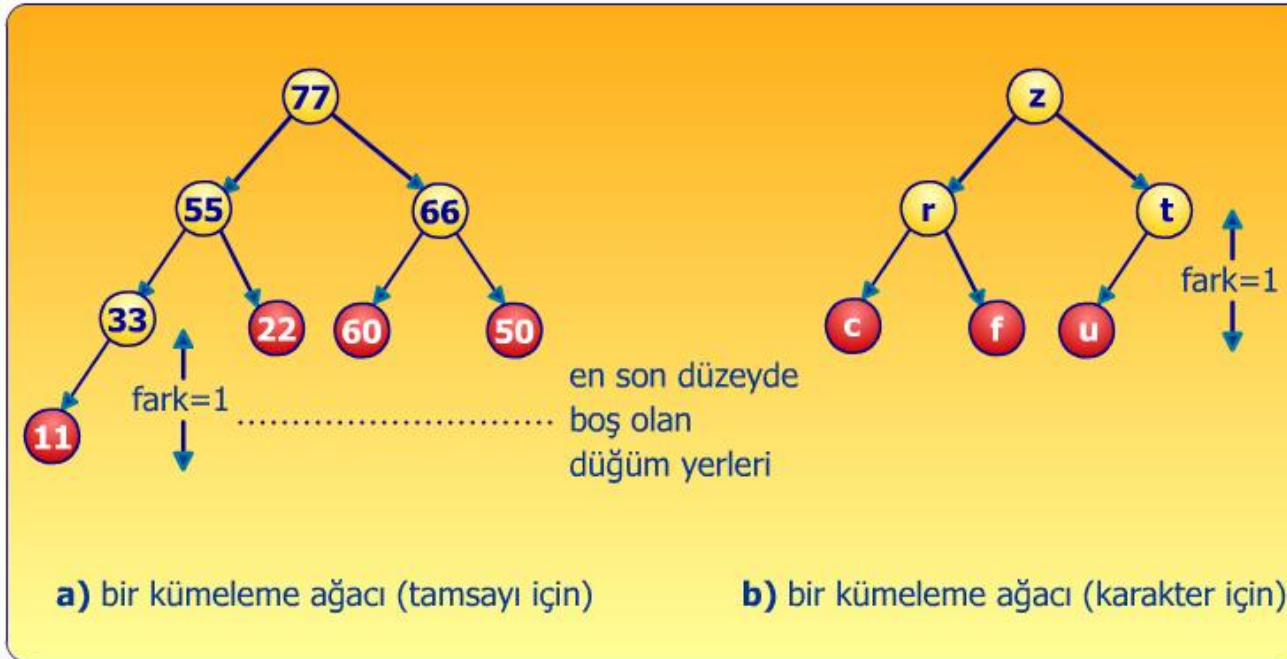 77
z
55
66
r
t
fark=1
33
22
60
50
c
f
u
fark=1
11
en son düzeyde
boş olan
düğüm yerleri
a) bir kümeleme ağacı (tamsayı için)
b) bir kümeleme ağacı (karakter için)